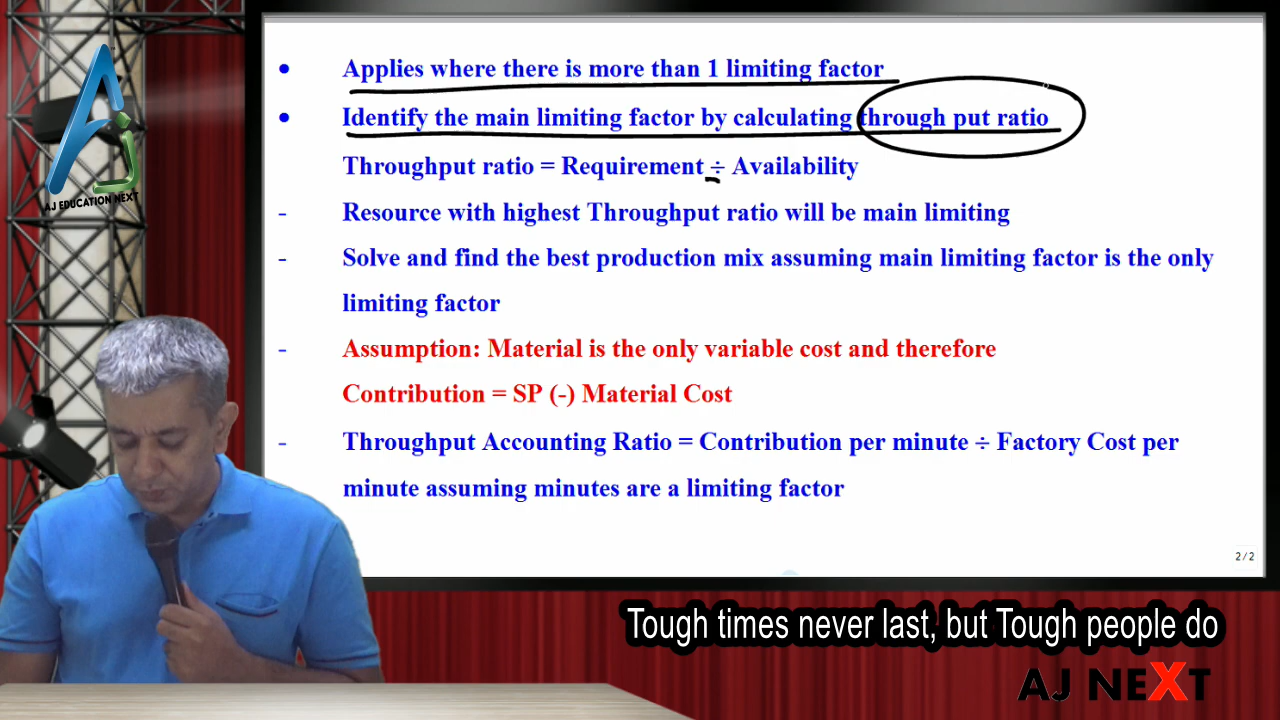 • Applies where there is more than 1 limiting factor
• Identify the main limiting factor by calculating through put ratio
Throughput ratio = Requirement ÷ Availability
- Resource with highest Throughput ratio will be main limiting
- Solve and find the best production mix assuming main limiting factor is the only
limiting factor
- Assumption: Material is the only variable cost and therefore
Contribution = SP (-) Material Cost
- Throughput Accounting Ratio = Contribution per minute ÷ Factory Cost per
minute assuming minutes are a limiting factor
2/2
AJ EDUCATION NEXT
Tough times never last, but Tough people do
AJ NEXT